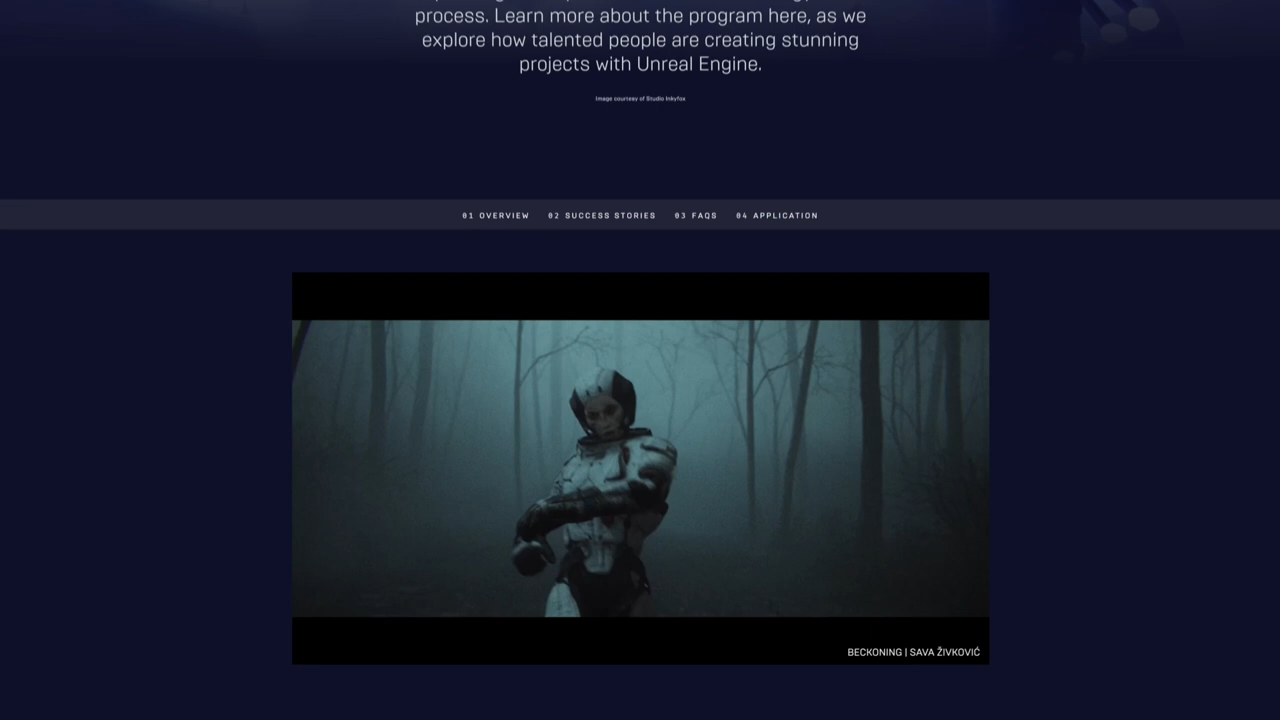 process. Learn more about the program here, as we
explore how talented people are creating stunning
projects with Unreal Engine.
Image courtesy of Studio Inkyfox
01 OVERVIEW 02 SUCCESS STORIES 03 FAQS 04 APPLICATION
BECKONING | SAVA ŽIVKOVIĆ